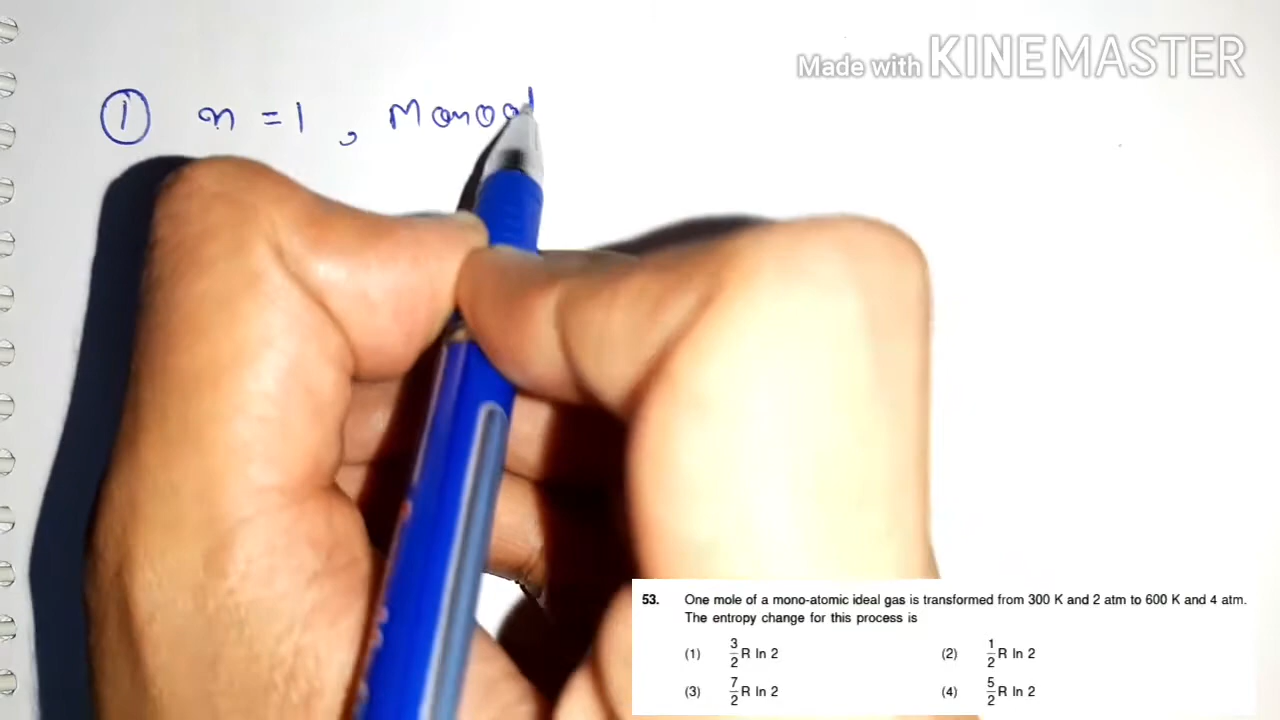 Made with KINEMASTER
① n = 1, Monoat
53. One mole of a mono-atomic ideal gas is transformed from 300 K and 2 atm to 600 K and 4 atm.
The entropy change for this process is
(1) 3/2 R ln 2 (2) 1/2 R ln 2
(3) 7/2 R ln 2 (4) 5/2 R ln 2